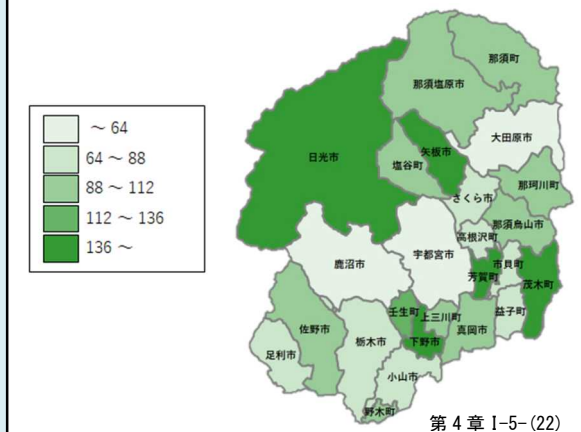 ～ 64
64 ～ 88
88 ～ 112
112 ～ 136
136 ～
那須町
那須塩原市
大田原市
日光市
矢板市
塩谷町
那珂川町
さくら市
那須烏山市
高根沢町
宇都宮市
鹿沼市
市貝町
芳賀町
茂木町
壬生町
上三川町
益子町
真岡市
佐野市
下野市
栃木市
足利市
小山市
野木町
第4章 Ⅰ-5-(22)